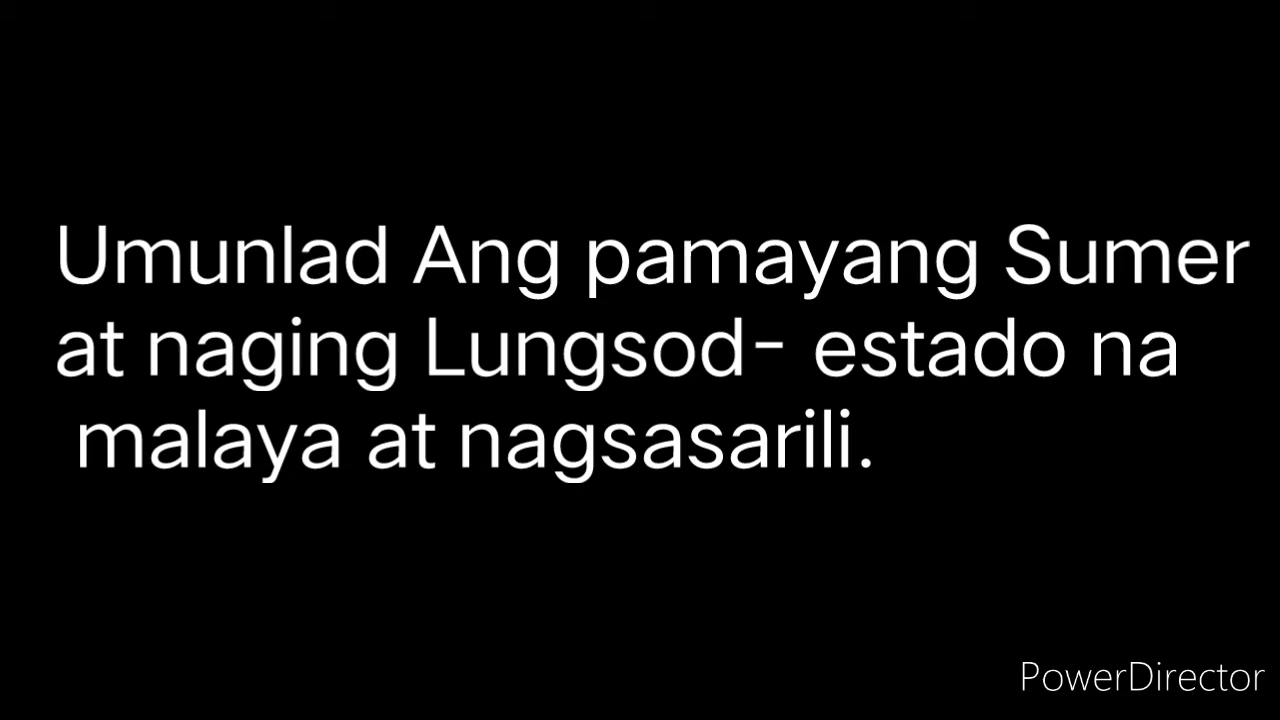 Umunlad Ang pamayang Sumer
at naging Lungsod- estado na
malaya at nagsasarili.
PowerDirector